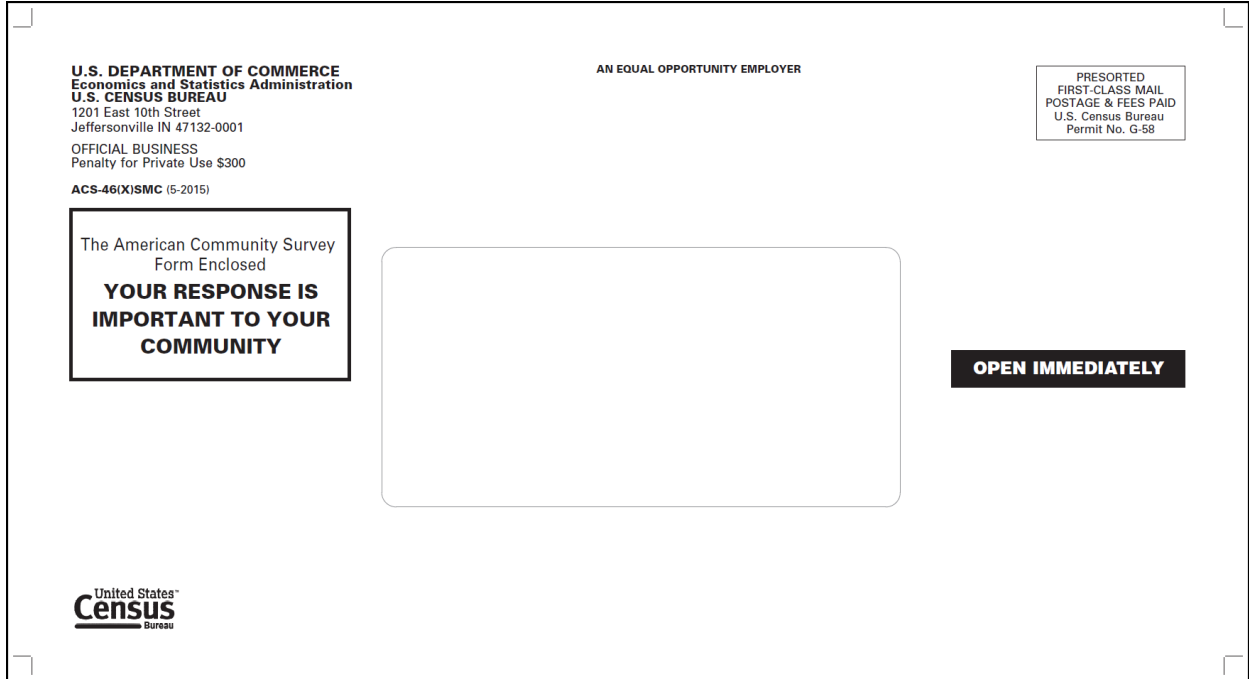 U.S. DEPARTMENT OF COMMERCE
Economics and Statistics Administration
U.S. CENSUS BUREAU
1201 East 10th Street
Jeffersonville IN 47132-0001
OFFICIAL BUSINESS
Penalty for Private Use $300
ACS-46(X)SMC (5-2015)
AN EQUAL OPPORTUNITY EMPLOYER
PRESORTED
FIRST-CLASS MAIL
POSTAGE & FEES PAID
U.S. Census Bureau
Permit No. G-58
The American Community Survey
Form Enclosed
YOUR RESPONSE IS
IMPORTANT TO YOUR
COMMUNITY
OPEN IMMEDIATELY
United States™
Census
Bureau